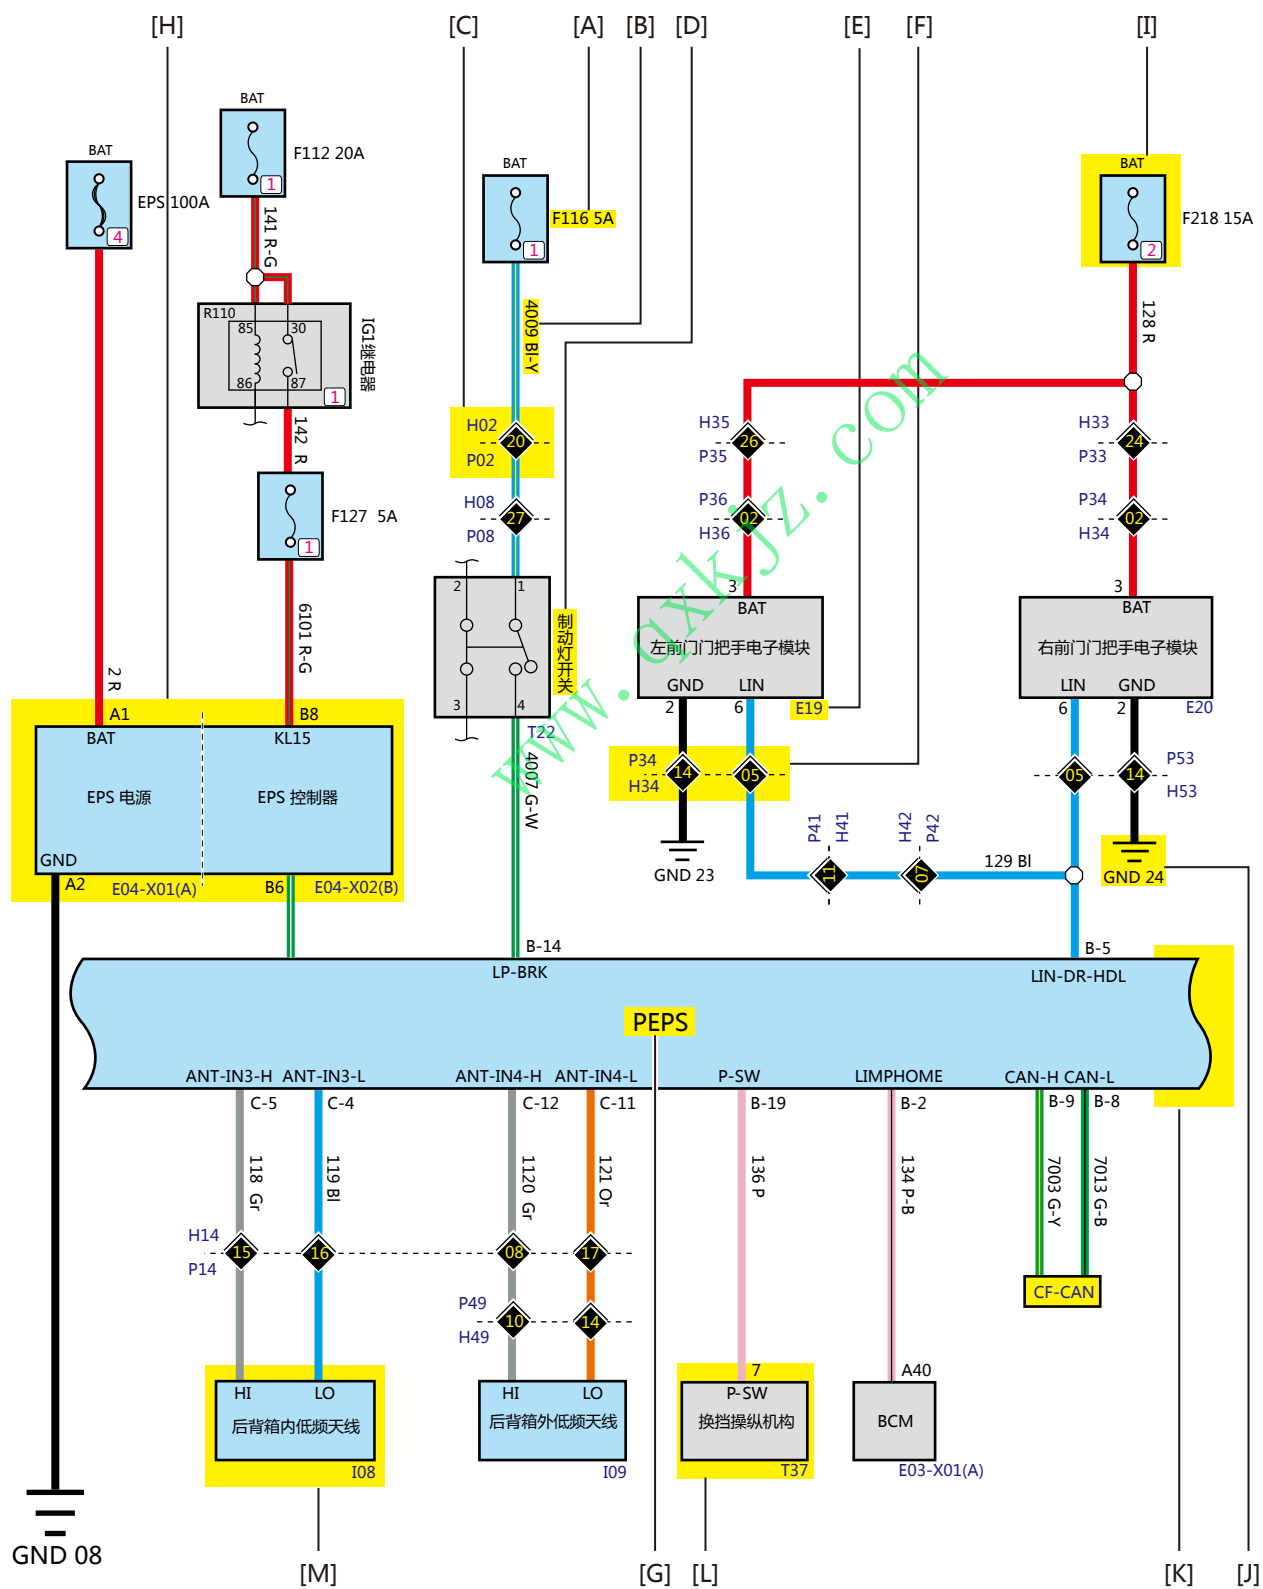 [H]
[C]
[A]
[B]
[D]
[E]
[F]
[I]
BAT
F112 20A
1
BAT
EPS 100A
4
BAT
F116 5A
1
BAT
F218 15A
2
141 R-G
4009 Bl-Y
128 R
R110
85
30
86
87
1
IG1继电器
142 R
F127 5A
1
6101 R-G
2 R
H02
20
P02
H08
27
P08
2
1
3
4
制动灯开关
T22
4007 G-W
H35
26
P35
P36
02
H36
H33
24
P33
P34
02
H34
3
BAT
左前门门把手电子模块
GND
LIN
2
6
E19
3
BAT
右前门门把手电子模块
LIN
GND
6
2
E20
P34
14
05
H34
GND 23
P41
H41
11
H42
P42
07
129 Bl
05
14
P53
H53
GND 24
A1
B8
BAT
KL15
EPS 电源
EPS 控制器
GND
A2
E04-X01(A)
B6
E04-X02(B)
B-14
B-5
LP-BRK
LIN-DR-HDL
PEPS
ANT-IN3-H
ANT-IN3-L
ANT-IN4-H
ANT-IN4-L
P-SW
LIMPHOME
CAN-H
CAN-L
C-5
C-4
C-12
C-11
B-19
B-2
B-9
B-8
118 Gr
119 Bl
1120 Gr
121 Or
136 P
134 P-B
7003 G-Y
7013 G-B
H14
15
16
08
17
P14
P49
10
14
H49
CF-CAN
HI
LO
后背箱内低频天线
I08
HI
LO
后背箱外低频天线
I09
7
P-SW
换挡操纵机构
T37
A40
BCM
E03-X01(A)
GND 08
[M]
[G]
[L]
[K]
[J]
www.qxkjz.com